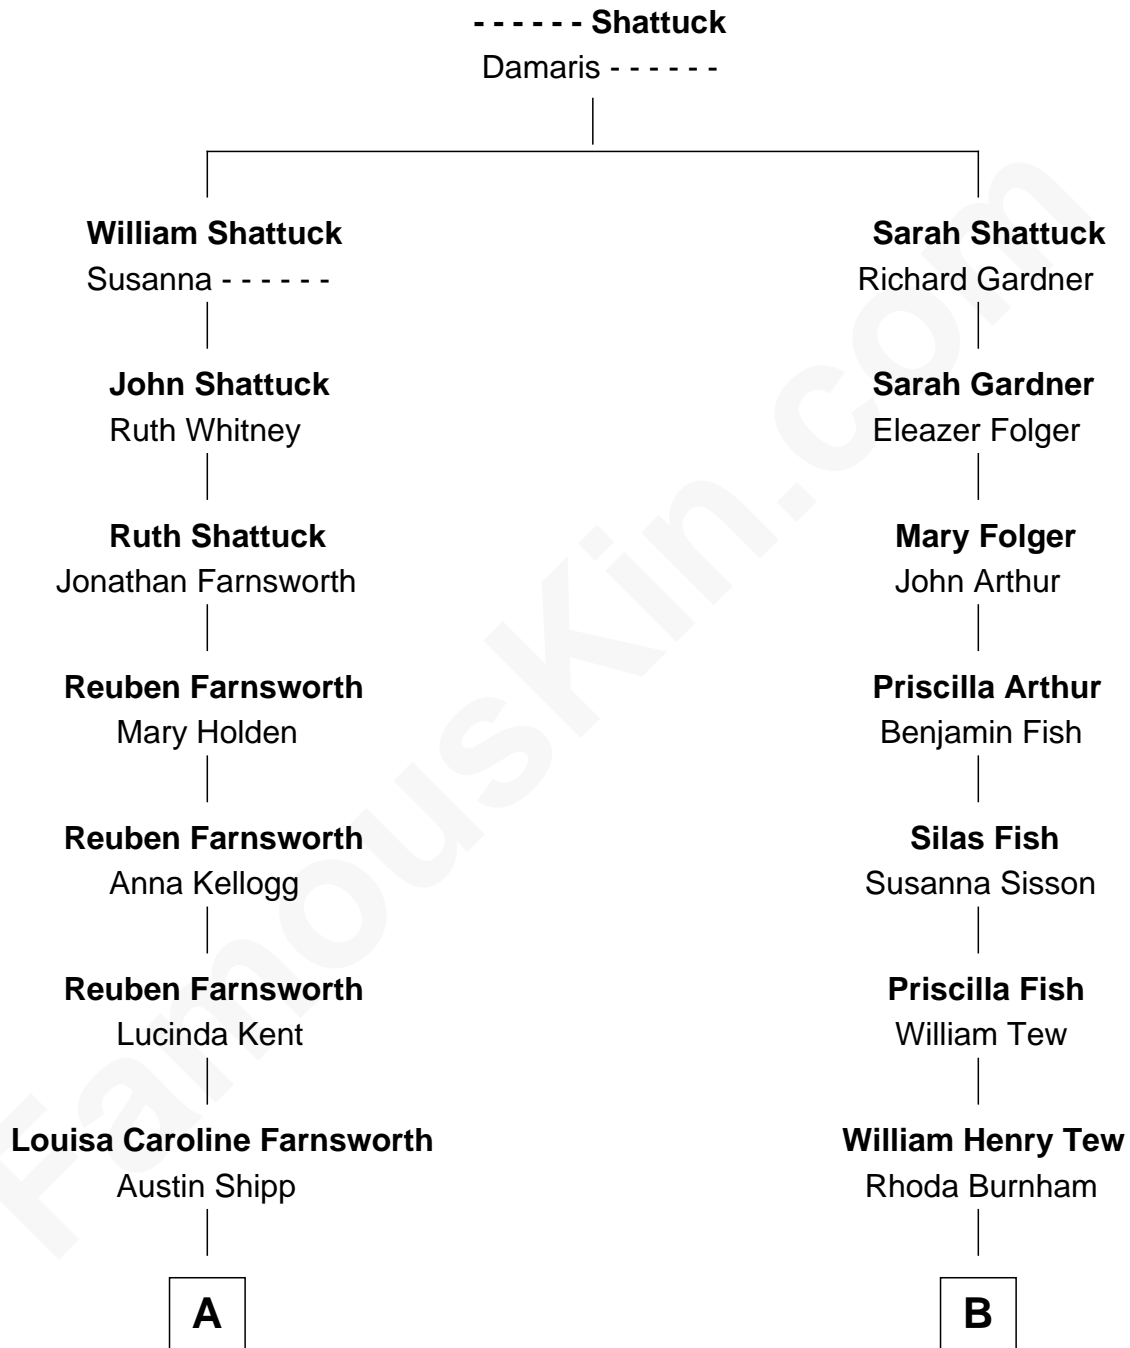 - - - - - - Shattuck
Damaris - - - - - -
William Shattuck
Susanna - - - - - -
John Shattuck
Ruth Whitney
Ruth Shattuck
Jonathan Farnsworth
Reuben Farnsworth
Mary Holden
Reuben Farnsworth
Anna Kellogg
Reuben Farnsworth
Lucinda Kent
Louisa Caroline Farnsworth
Austin Shipp
A
Sarah Shattuck
Richard Gardner
Sarah Gardner
Eleazer Folger
Mary Folger
John Arthur
Priscilla Arthur
Benjamin Fish
Silas Fish
Susanna Sisson
Priscilla Fish
William Tew
William Henry Tew
Rhoda Burnham
B
FamousKin.com